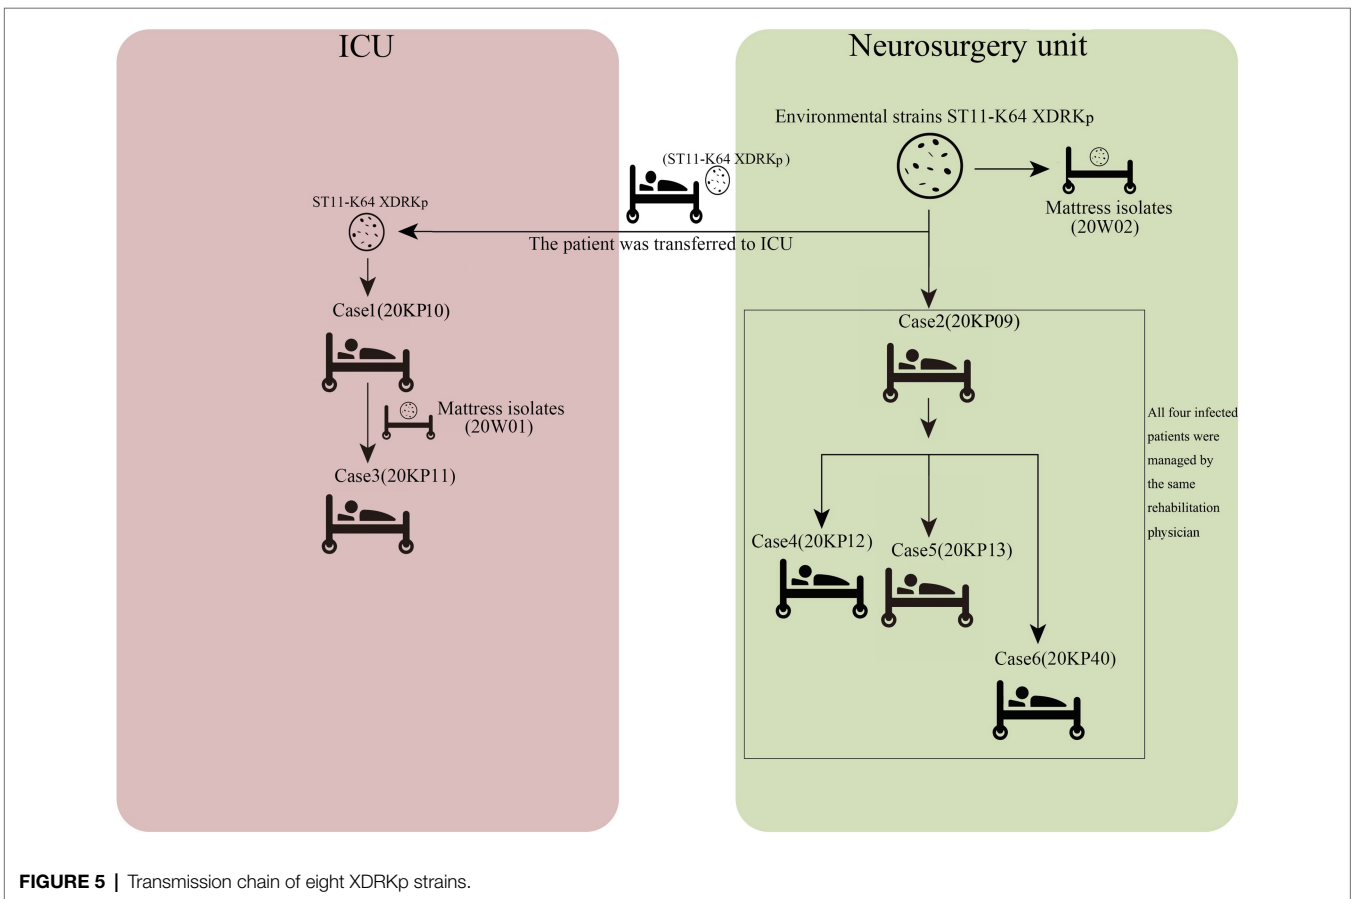 ICU
Neurosurgery unit
Environmental strains ST11-K64 XDRKp
(ST11-K64 XDRKp)
Mattress isolates
(20W02)
ST11-K64 XDRKp
The patient was transferred to ICU
Case1(20KP10)
Case2(20KP09)
Mattress isolates
(20W01)
All four infected
patients were
managed by
the same
rehabilitation
physician
Case3(20KP11)
Case4(20KP12)
Case5(20KP13)
Case6(20KP40)
FIGURE 5 | Transmission chain of eight XDRKp strains.